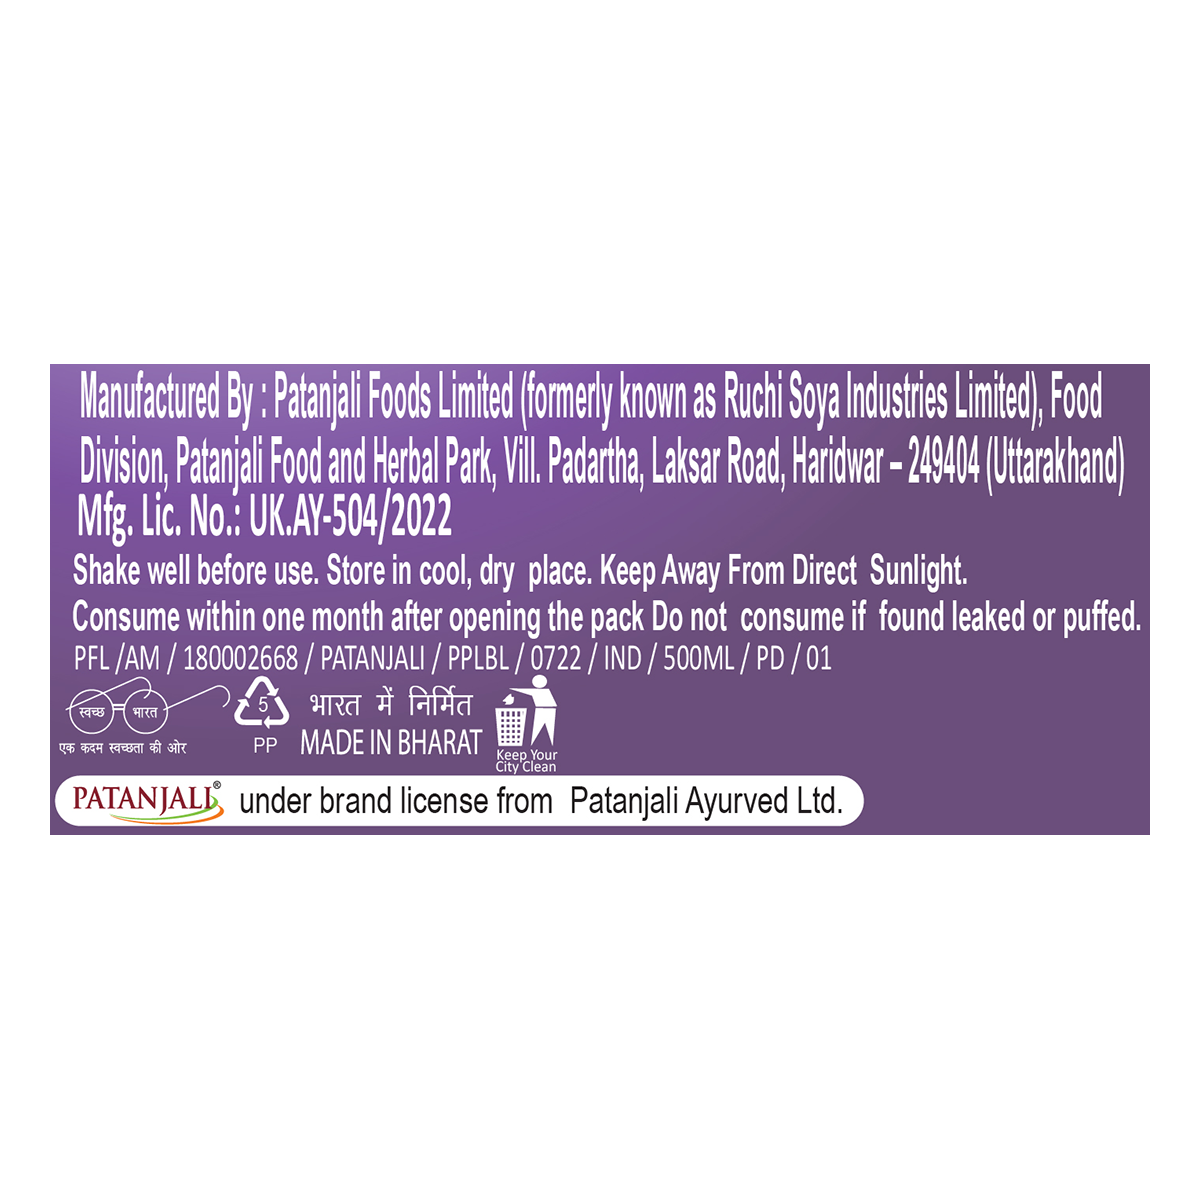 Manufactured By : Patanjali Foods Limited (formerly known as Ruchi Soya Industries Limited), Food
Division, Patanjali Food and Herbal Park, Vill. Padartha, Laksar Road, Haridwar – 249404 (Uttarakhand)
Mfg. Lic. No.: UK.AY-504/2022
Shake well before use. Store in cool, dry place. Keep Away From Direct Sunlight.
Consume within one month after opening the pack Do not consume if found leaked or puffed.
PFL /AM / 180002668 / PATANJALI / PPLBL / 0722 / IND / 500ML / PD / 01
स्वच्छ भारत
एक कदम स्वच्छता की ओर
5
PP
भारत में निर्मित
MADE IN BHARAT
Keep Your
City Clean
PATANJALI® under brand license from Patanjali Ayurved Ltd.